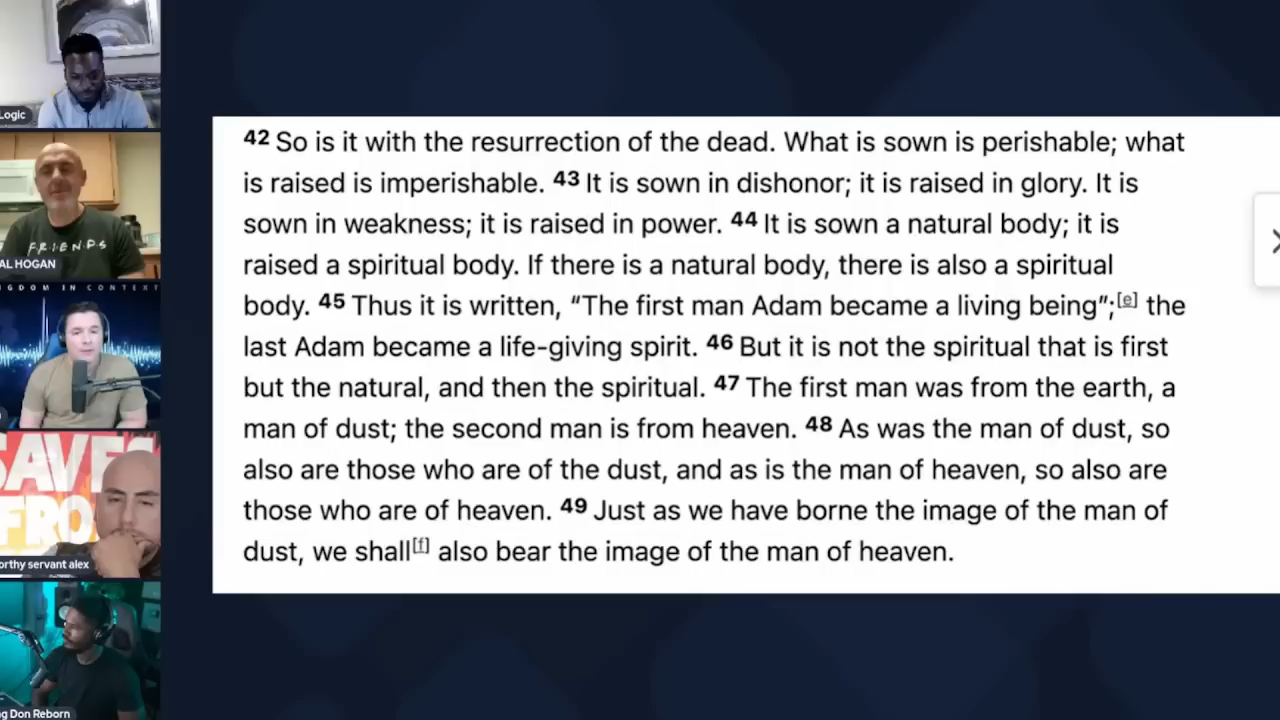 Logic
F.R.I.E.N.D.S
AL HOGAN
NGDOM IN CONTEXT
SAVE
FRO
orthy servant alex
ng Don Reborn
42 So is it with the resurrection of the dead. What is sown is perishable; what
is raised is imperishable. 43 It is sown in dishonor; it is raised in glory. It is
sown in weakness; it is raised in power. 44 It is sown a natural body; it is
raised a spiritual body. If there is a natural body, there is also a spiritual
body. 45 Thus it is written, “The first man Adam became a living being”;[e] the
last Adam became a life-giving spirit. 46 But it is not the spiritual that is first
but the natural, and then the spiritual. 47 The first man was from the earth, a
man of dust; the second man is from heaven. 48 As was the man of dust, so
also are those who are of the dust, and as is the man of heaven, so also are
those who are of heaven. 49 Just as we have borne the image of the man of
dust, we shall[f] also bear the image of the man of heaven.